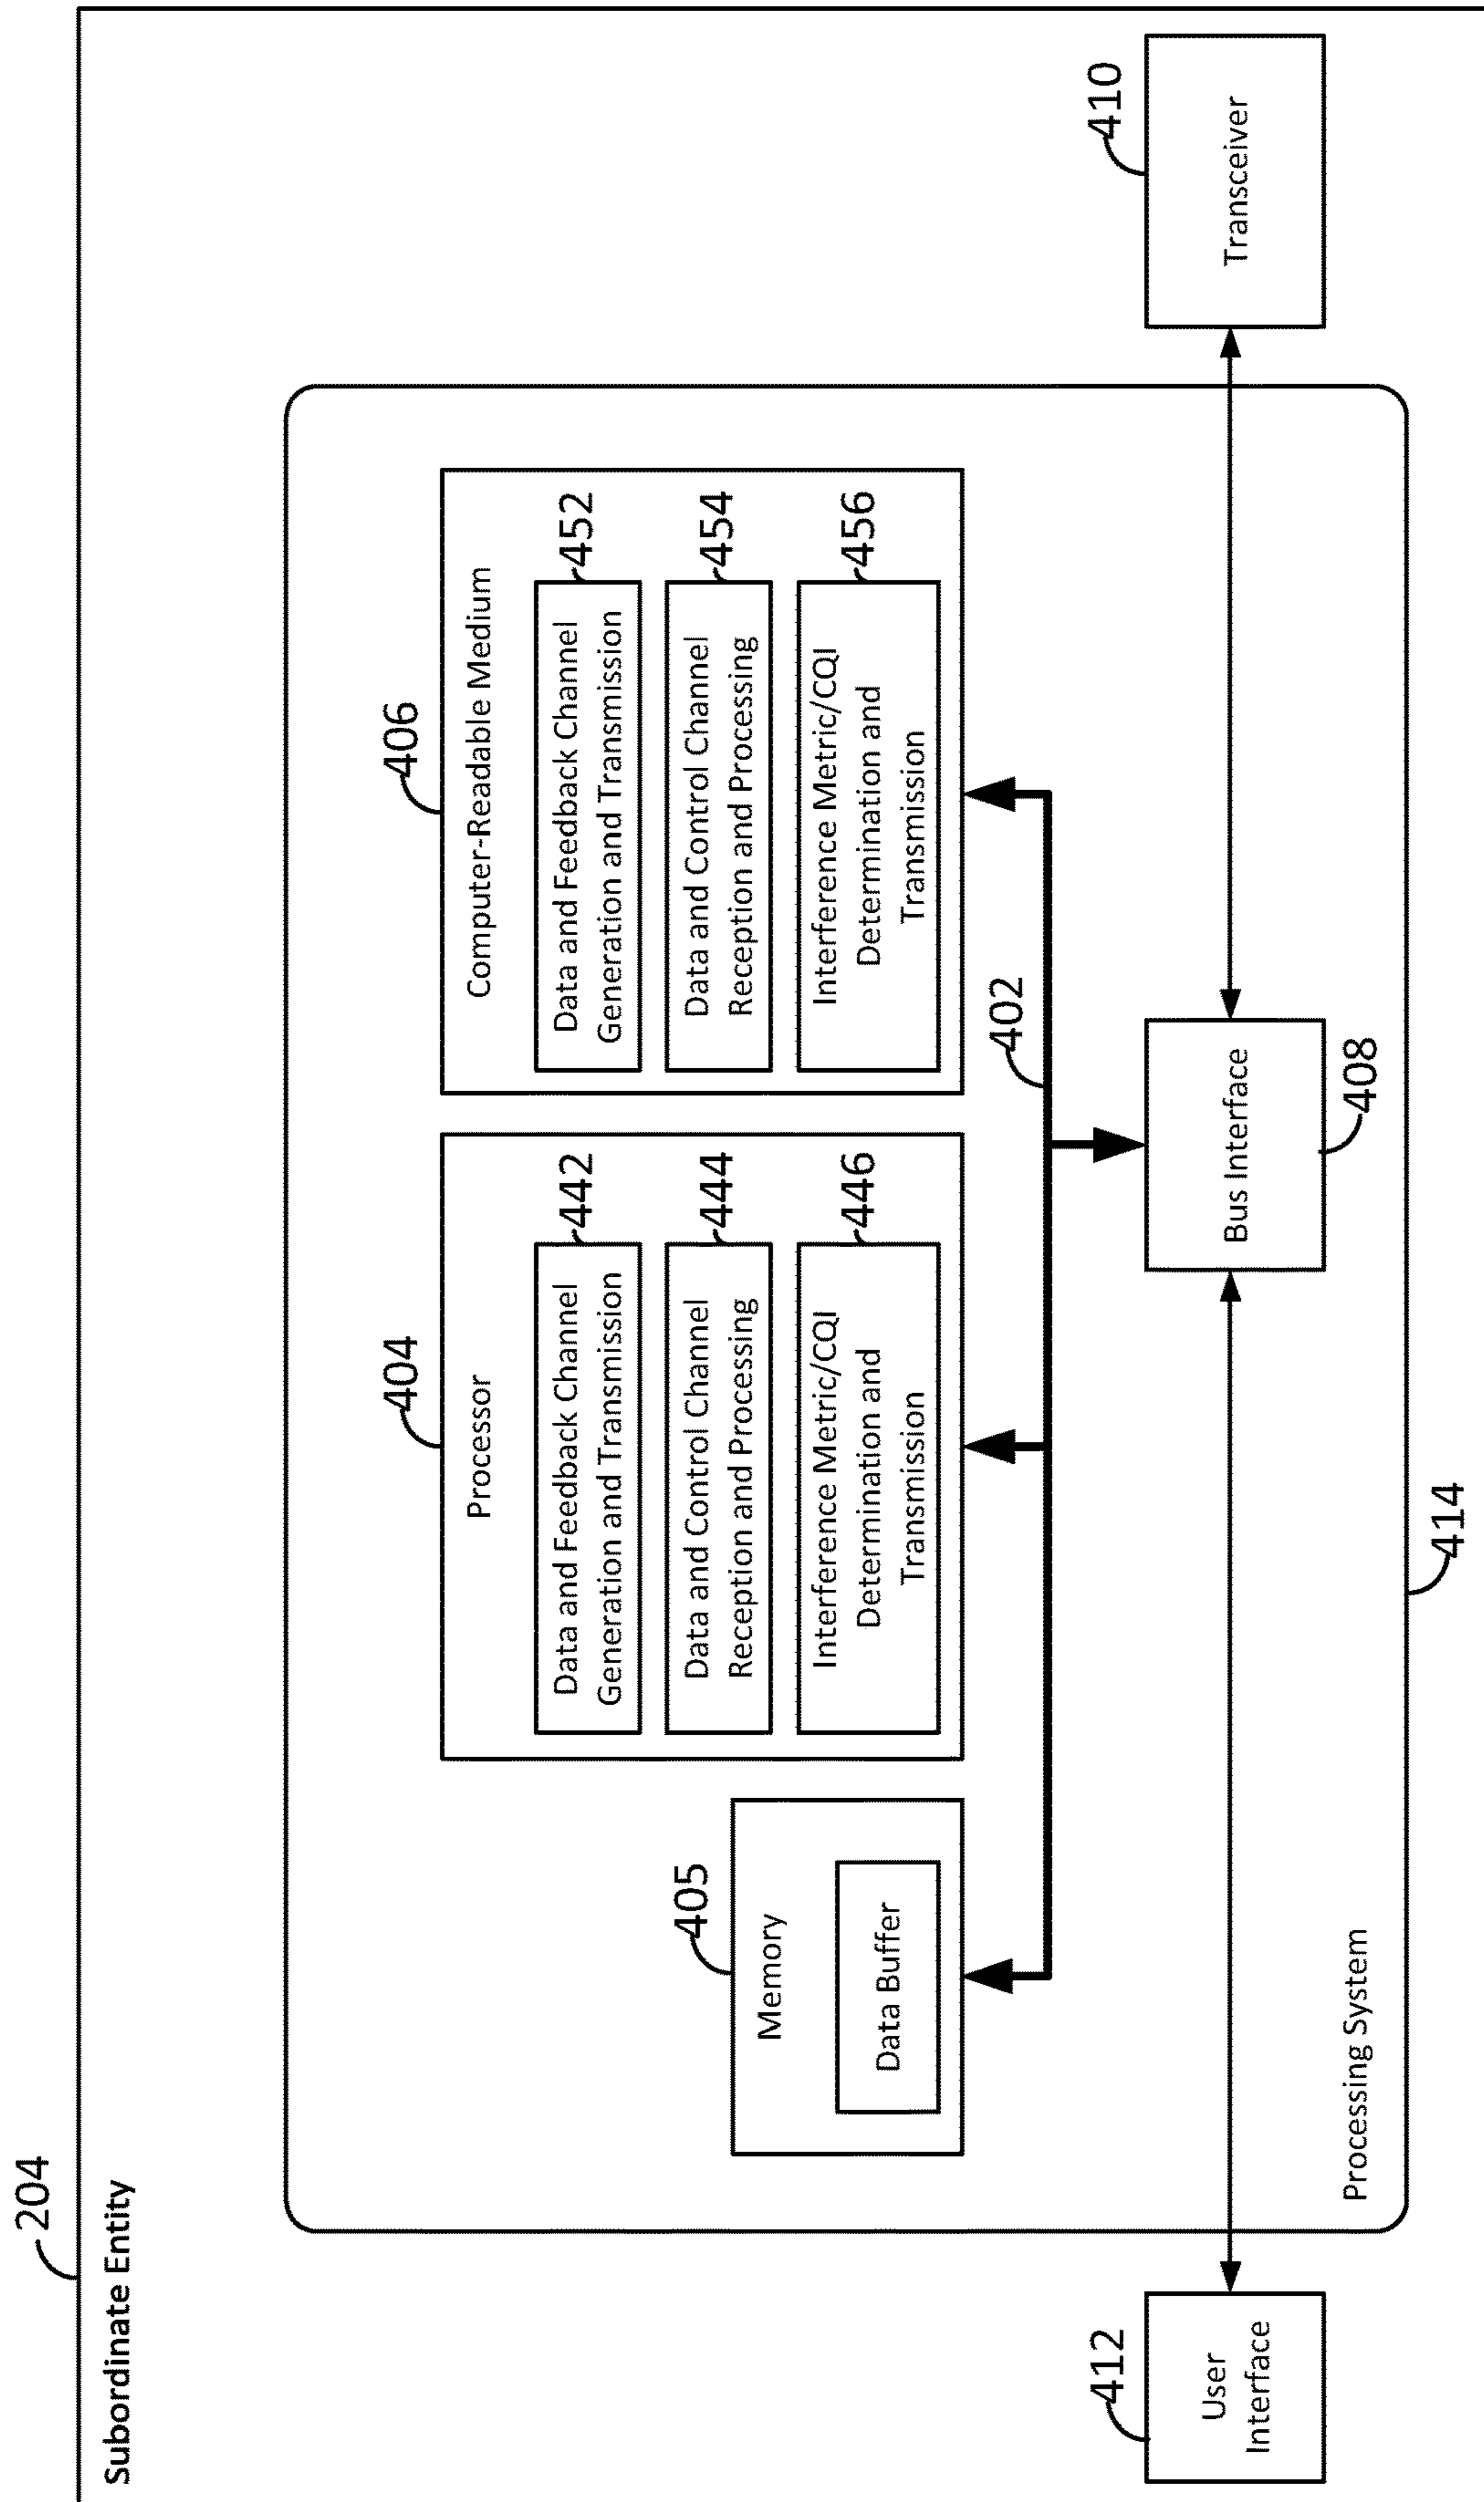 204
Subordinate Entity
406
Computer-Readable Medium
Data and Feedback Channel
Generation and Transmission
452
Data and Control Channel
Reception and Processing
454
Interference Metric/CQI
Determination and
Transmission
456
404
Processor
Data and Feedback Channel
Generation and Transmission
442
Data and Control Channel
Reception and Processing
444
Interference Metric/CQI
Determination and
Transmission
446
405
Memory
Data Buffer
402
412
User
Interface
Bus Interface
408
410
Transceiver
Processing System
414